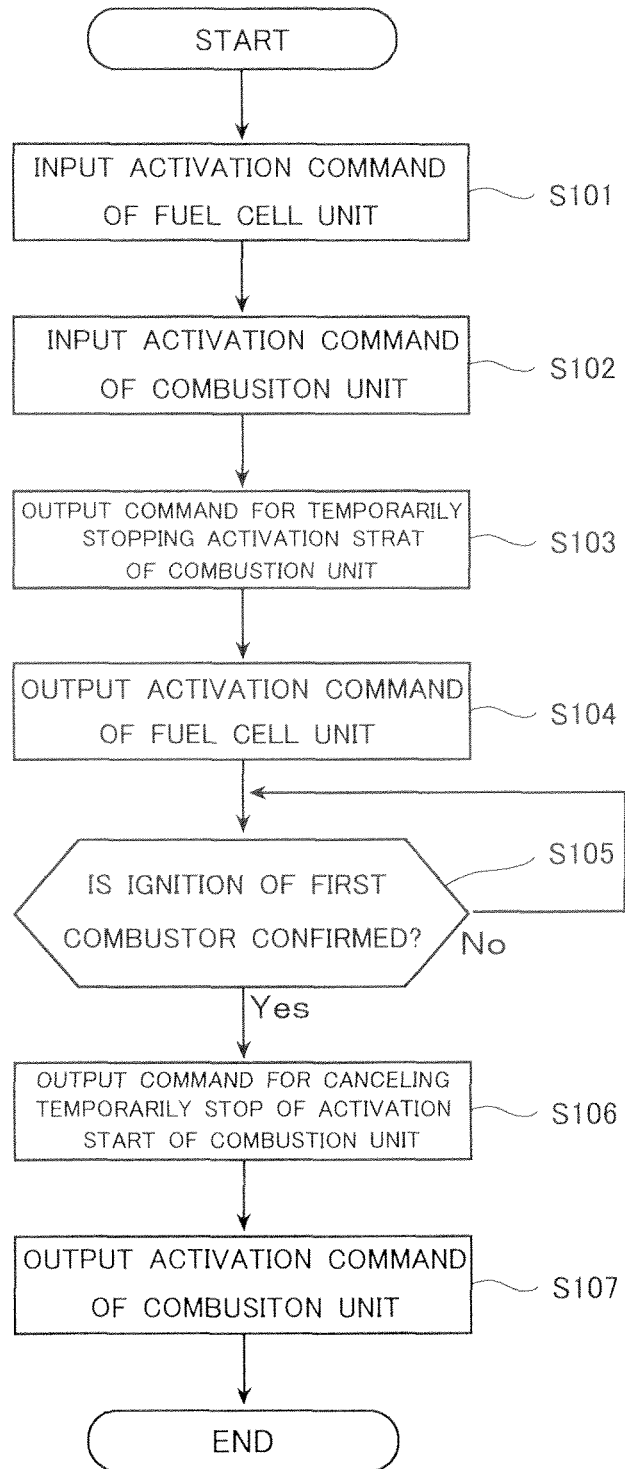 START
INPUT ACTIVATION COMMAND
OF FUEL CELL UNIT
S101
INPUT ACTIVATION COMMAND
OF COMBUSITON UNIT
S102
OUTPUT COMMAND FOR TEMPORARILY
STOPPING ACTIVATION STRAT
OF COMBUSTION UNIT
S103
OUTPUT ACTIVATION COMMAND
OF FUEL CELL UNIT
S104
IS IGNITION OF FIRST
COMBUSTOR CONFIRMED?
S105
No
Yes
OUTPUT COMMAND FOR CANCELING
TEMPORARILY STOP OF ACTIVATION
START OF COMBUSTION UNIT
S106
OUTPUT ACTIVATION COMMAND
OF COMBUSITON UNIT
S107
END